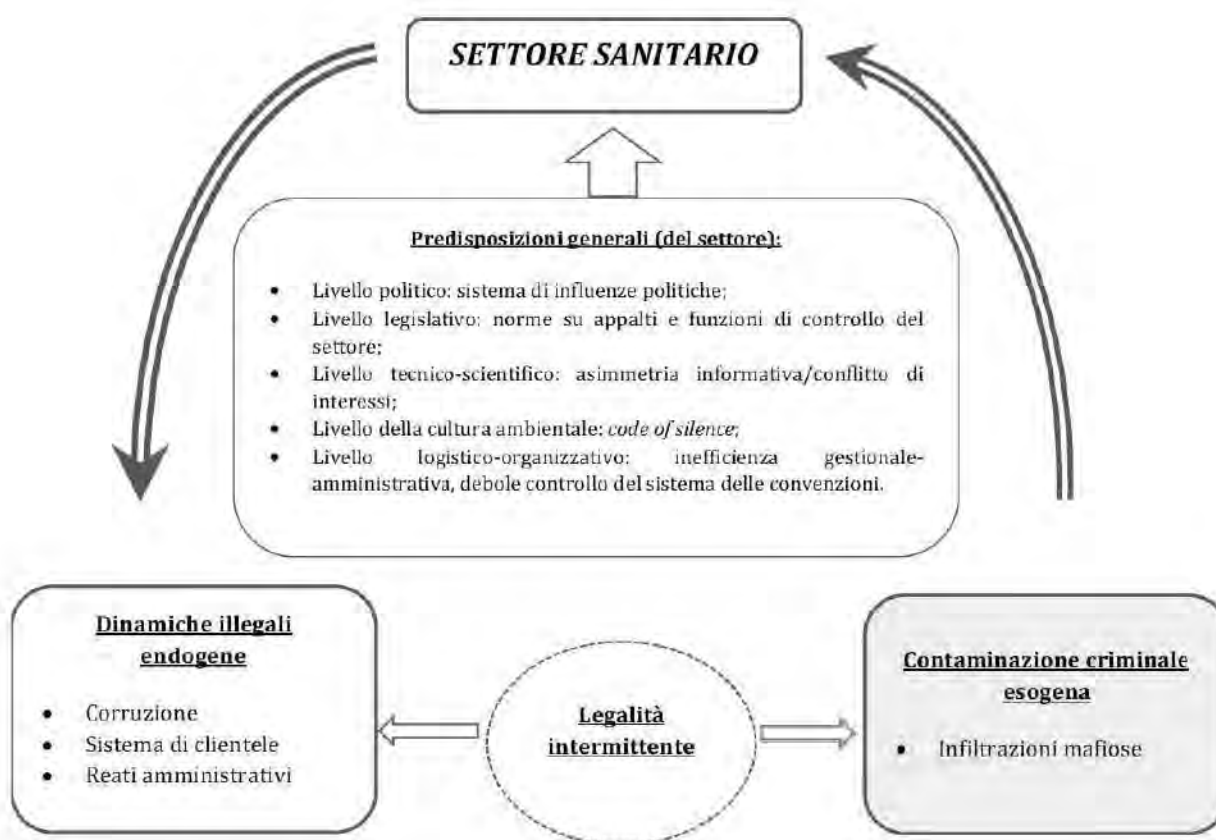 SETTORE SANITARIO
Predisposizioni generali (del settore):
• Livello politico: sistema di influenze politiche;
• Livello legislativo: norme su appalti e funzioni di controllo del
settore;
• Livello tecnico-scientifico: asimmetria informativa/conflitto di
interessi;
• Livello della cultura ambientale: code of silence;
• Livello logistico-organizzativo: inefficienza gestionale-
amministrativa, debole controllo del sistema delle convenzioni.
Dinamiche illegali
endogene
• Corruzione
• Sistema di clientele
• Reati amministrativi
Legalità
intermittente
Contaminazione criminale
esogena
• Infiltrazioni mafiose